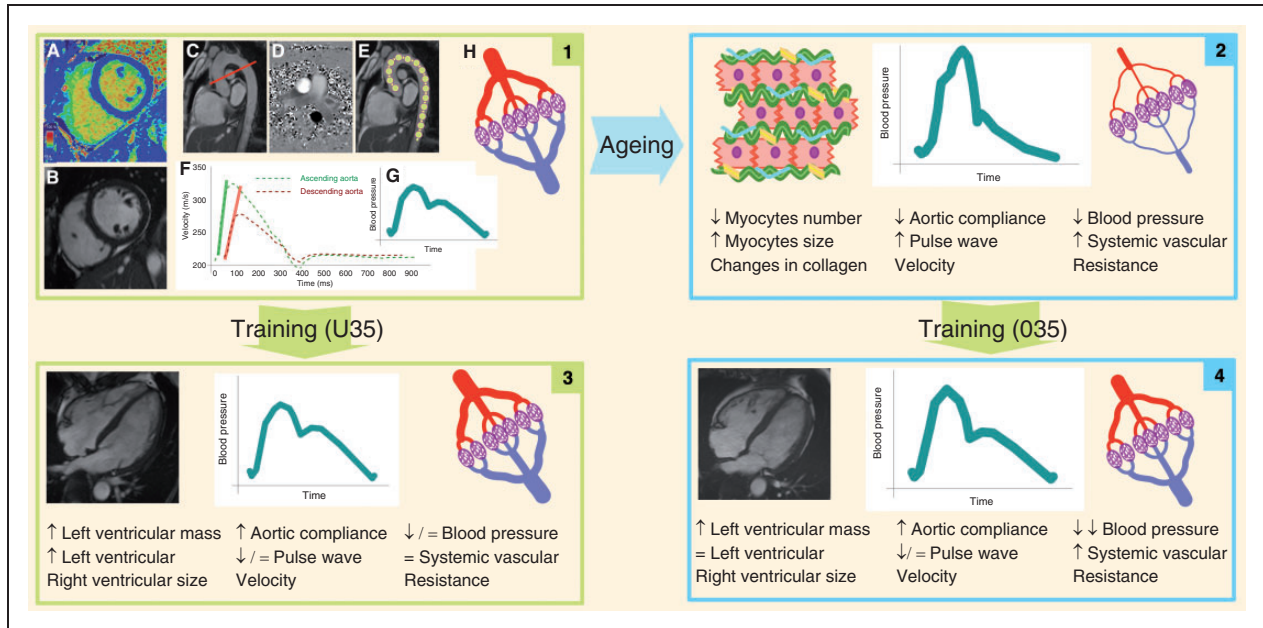 A
C
D
E
H
1
B
F
350
300
250
200
Velocity (m/s)
Ascending aorta
Descending aorta
0 100 200 300 400 500 600 700 800 900
Time (ms)
G
Blood pressure
Time
Ageing
2
Blood pressure
Time
↓ Myocytes number
↑ Myocytes size
Changes in collagen
↓ Aortic compliance
↑ Pulse wave
Velocity
↓ Blood pressure
↑ Systemic vascular
Resistance
Training (U35)
Training (035)
3
Blood pressure
Time
↑ Left ventricular mass
↑ Left ventricular
Right ventricular size
↑ Aortic compliance
↓ / = Pulse wave
Velocity
↓ / = Blood pressure
= Systemic vascular
Resistance
4
Blood pressure
Time
↑ Left ventricular mass
= Left ventricular
Right ventricular size
↑ Aortic compliance
↓/ = Pulse wave
Velocity
↓ ↓ Blood pressure
↑ Systemic vascular
Resistance